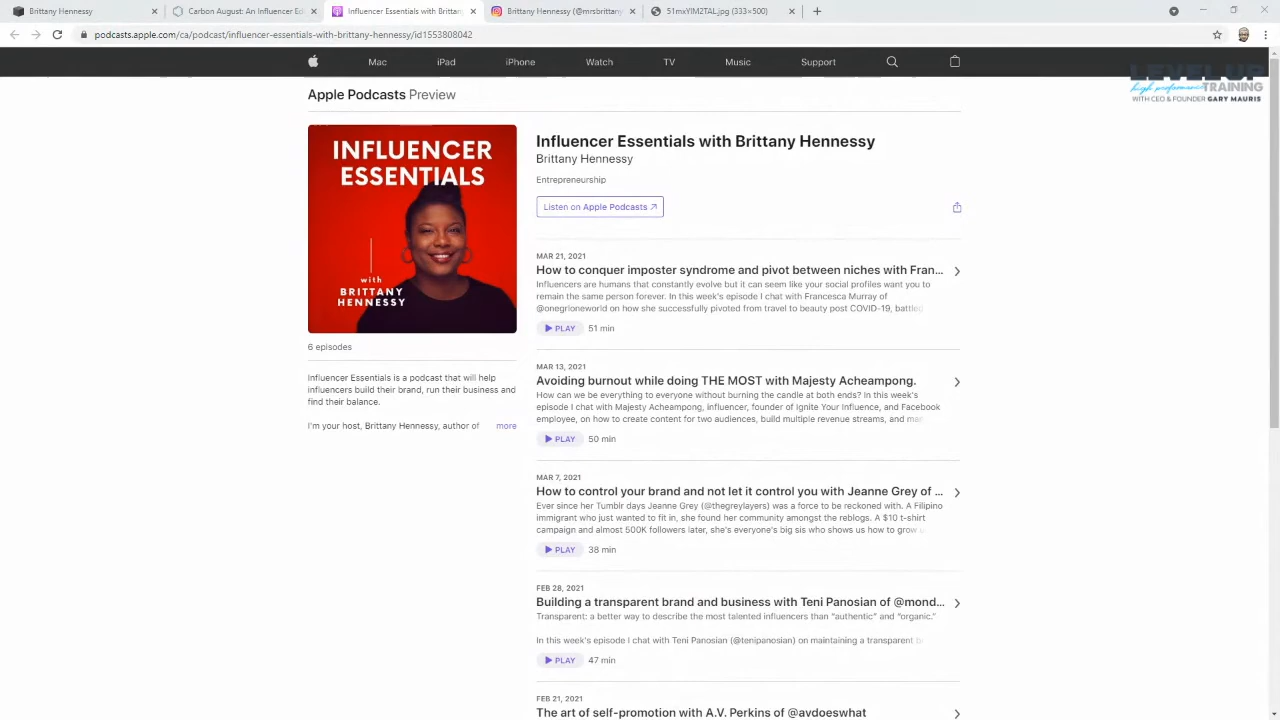 Brittany Hennessy
Carbon August: An Influencer Ed
Influencer Essentials with Brittan
Brittany Hennessy (@mrsbrittany
51mxYlM2TAL.jpg (333×500)
podcasts.apple.com/ca/podcast/influencer-essentials-with-brittany-hennessy/id1553808042
Mac
iPad
iPhone
Watch
TV
Music
Support
LEVEL UP
high performance TRAINING
WITH CEO & FOUNDER GARY MAURIS
Apple Podcasts Preview
INFLUENCER
ESSENTIALS
with
BRITTANY
HENNESSY
6 episodes
Influencer Essentials is a podcast that will help
influencers build their brand, run their business and
find their balance.
I'm your host, Brittany Hennessy, author of more
Influencer Essentials with Brittany Hennessy
Brittany Hennessy
Entrepreneurship
Listen on Apple Podcasts ↗
MAR 21, 2021
How to conquer imposter syndrome and pivot between niches with Fran...
Influencers are humans that constantly evolve but it can seem like your social profiles want you to
remain the same person forever. In this week's episode I chat with Francesca Murray of
@onegrloneworld on how she successfully pivoted from travel to beauty post COVID-19, battled
PLAY 51 min
MAR 13, 2021
Avoiding burnout while doing THE MOST with Majesty Acheampong.
How can we be everything to everyone without burning the candle at both ends? In this week's
episode I chat with Majesty Acheampong, influencer, founder of Ignite Your Influence, and Facebook
employee, on how to create content for two audiences, build multiple revenue streams, and
PLAY 50 min
MAR 7, 2021
How to control your brand and not let it control you with Jeanne Grey of ...
Ever since her Tumblr days Jeanne Grey (@thegreylayers) was a force to be reckoned with. A Filipino
immigrant who just wanted to fit in, she found her community amongst the reblogs. A $10 t-shirt
campaign and almost 500K followers later, she's everyone's big sis who shows us how to grow
PLAY 38 min
FEB 28, 2021
Building a transparent brand and business with Teni Panosian of @mond...
Transparent: a better way to describe the most talented influencers than “authentic” and “organic.”
In this week's episode I chat with Teni Panosian (@tenipanosian) on maintaining a transparent
PLAY 47 min
FEB 21, 2021
The art of self-promotion with A.V. Perkins of @avdoeswhat